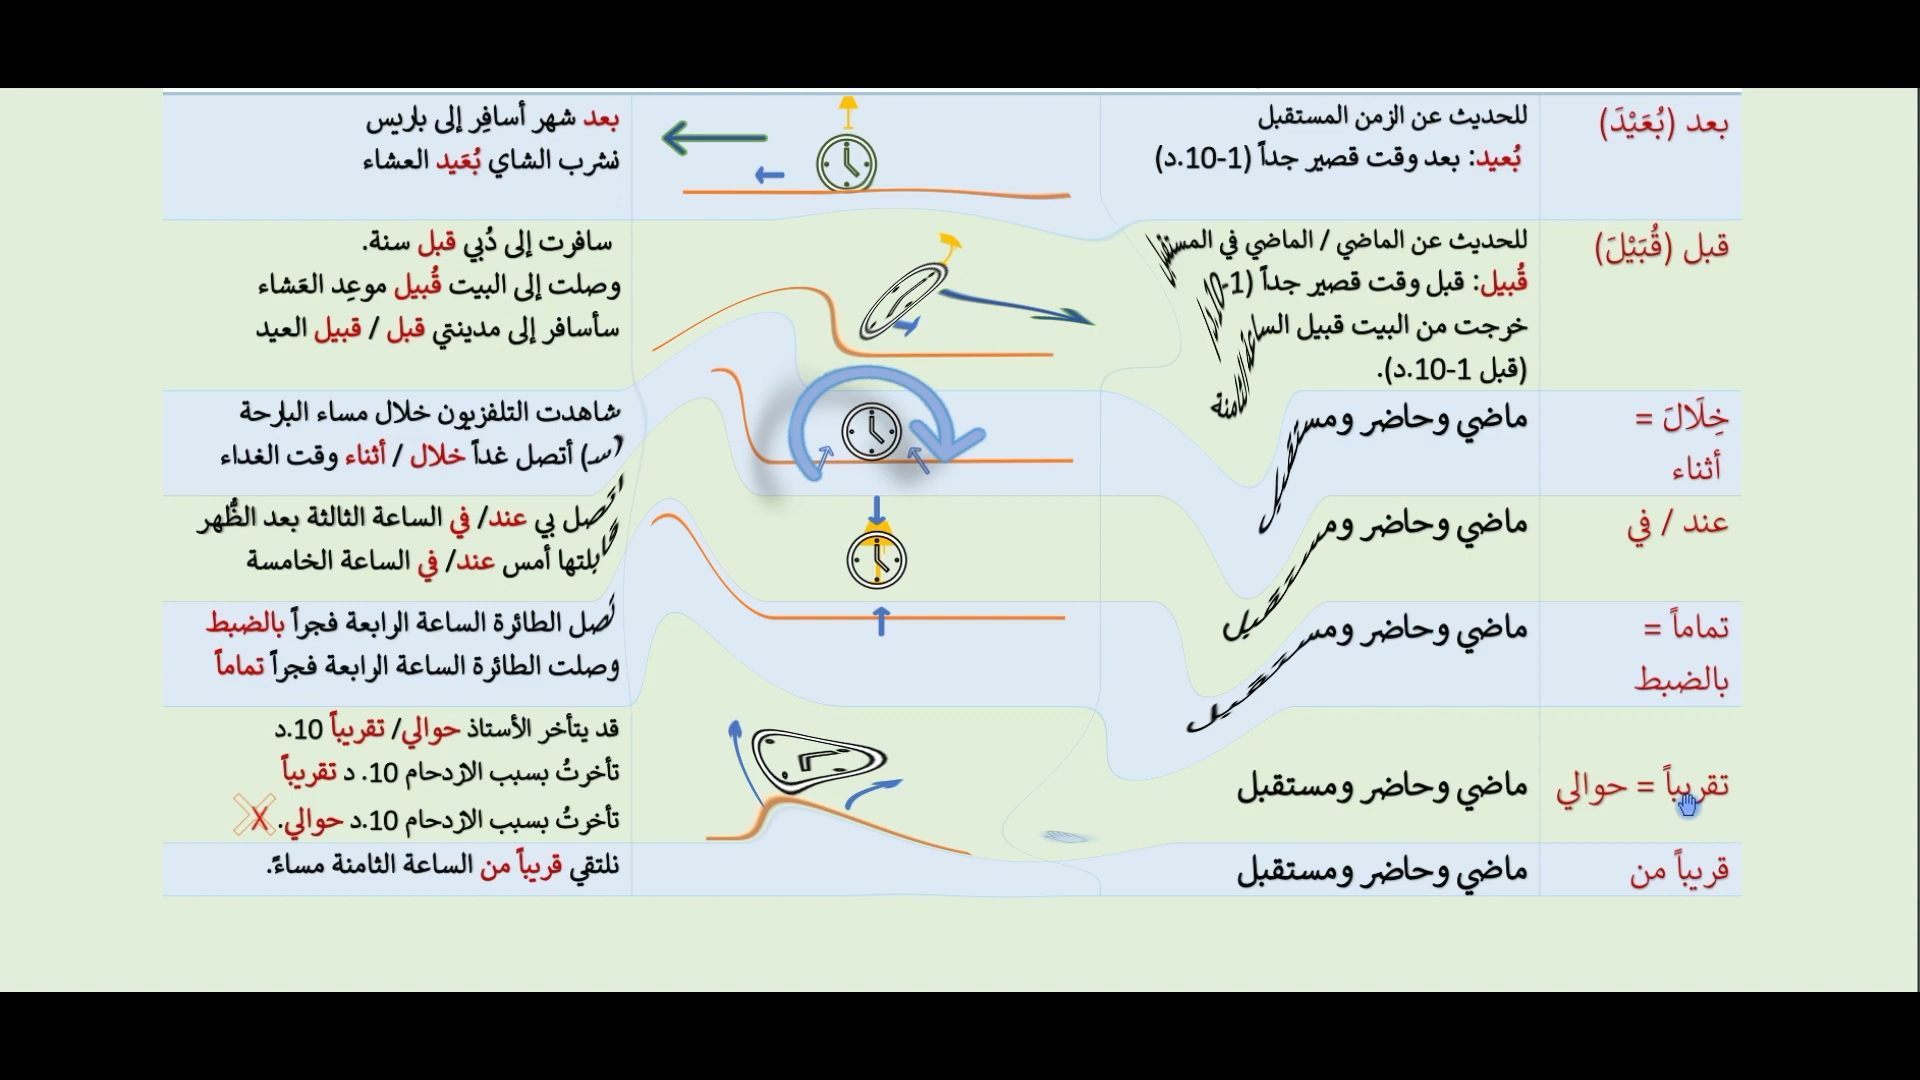 بعد (بُعَيْدَ)
للحديث عن الزمن المستقبل
بُعيد: بعد وقت قصير جداً (1-10.د)
بعد شهر أسافِر إلى باريس
نشرب الشاي بُعَيد العشاء
قبل (قُبَيْلَ)
للحديث عن الماضي / الماضي في المستقبل
قُبيل: قبل وقت قصير جداً (1-10.د)
خرجت من البيت قبيل الساعة الثامنة
(قبل 1-10.د).
سافرت إلى دُبي قبل سنة.
وصلت إلى البيت قُبيل موعِد العَشاء
سأسافر إلى مدينتي قبل / قبيل العيد
خِلَالَ =
أثناء
ماضي وحاضر ومستقبل
شاهدت التلفزيون خلال مساء البارحة
(سـ) أتصل غداً خلال / أثناء وقت الغداء
عند / في
ماضي وحاضر ومستقبل
اتصل بي عند/ في الساعة الثالثة بعد الظُّهر
قابلتها أمس عند/ في الساعة الخامسة
تماماً =
بالضبط
ماضي وحاضر ومستقبل
تَصل الطائرة الساعة الرابعة فجراً بالضبط
وصلت الطائرة الساعة الرابعة فجراً تماماً
تقريباً = حوالي
ماضي وحاضر ومستقبل
قد يتأخر الأستاذ حوالي/ تقريباً 10.د
تأخرتُ بسبب الازدحام 10. د تقريباً
تأخرتُ بسبب الازدحام 10.د حوالي. X
قريباً من
ماضي وحاضر ومستقبل
نلتقي قريباً من الساعة الثامنة مساءً.